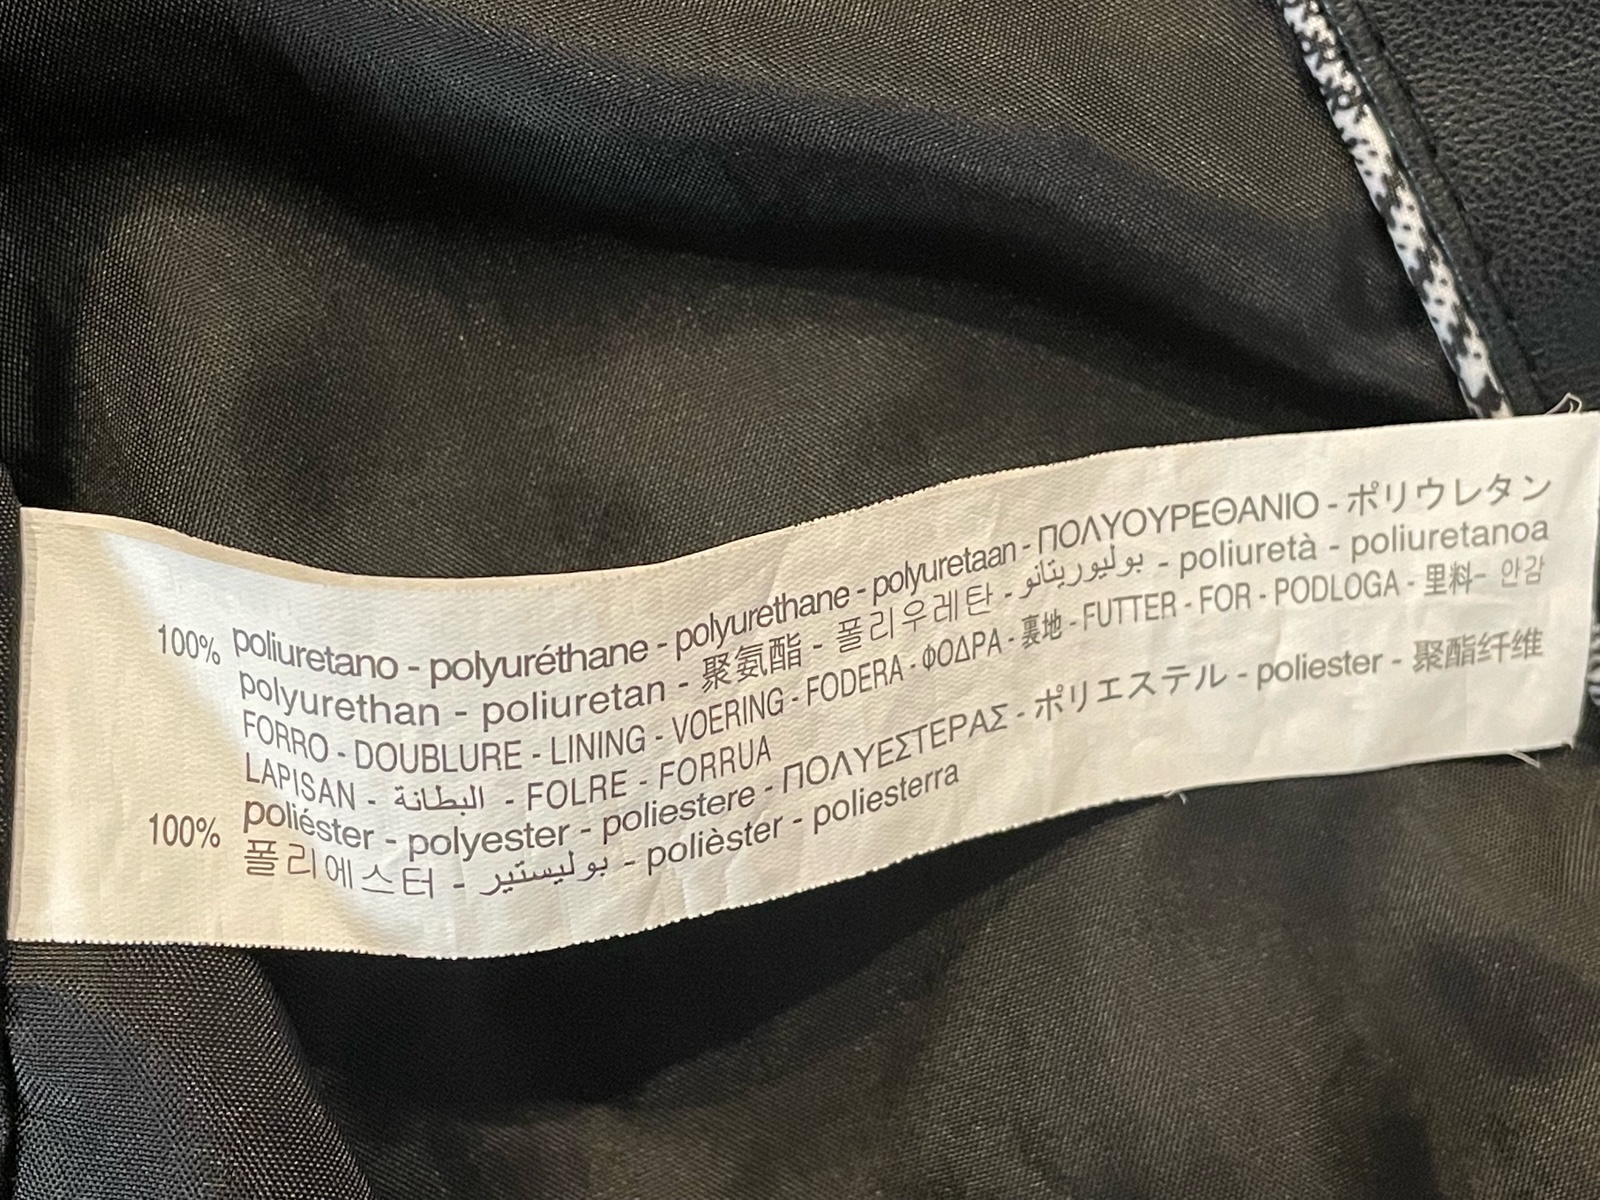 100% poliuretano - polyuréthane - polyurethane - polyuretaan - ΠΟΛΥΟΥΡΕΘΑΝΙΟ - ポリウレタン
polyurethan - poliuretan - 聚氨酯 - 폴리우레탄 - بوليوريتانو - poliuretà - poliuretanoa
FORRO - DOUBLURE - LINING - VOERING - FODERA - ΦΟΔΡΑ - 裏地 - FUTTER - FOR - PODLOGA - 里料- 안감
LAPISAN - البطانة - FOLRE - FORRUA
100% poliéster - polyester - poliestere - ΠΟΛΥΕΣΤΕΡΑΣ - ポリエステル - poliester - 聚酯纤维
폴리에스터 - بوليستير - polièster - poliesterra